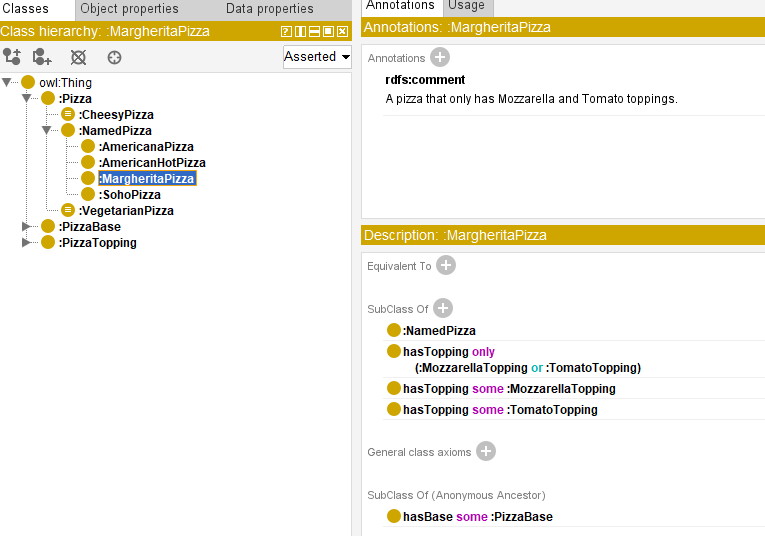 Classes Object properties Data properties
Class hierarchy: :MargheritaPizza
Asserted
owl:Thing
:Pizza
:CheesyPizza
:NamedPizza
:AmericanaPizza
:AmericanHotPizza
:MargheritaPizza
:SohoPizza
:VegetarianPizza
:PizzaBase
:PizzaTopping
Annotations Usage
Annotations: :MargheritaPizza
Annotations
rdfs:comment
A pizza that only has Mozzarella and Tomato toppings.
Description: :MargheritaPizza
Equivalent To
SubClass Of
:NamedPizza
hasTopping only
(:MozzarellaTopping or :TomatoTopping)
hasTopping some :MozzarellaTopping
hasTopping some :TomatoTopping
General class axioms
SubClass Of (Anonymous Ancestor)
hasBase some :PizzaBase